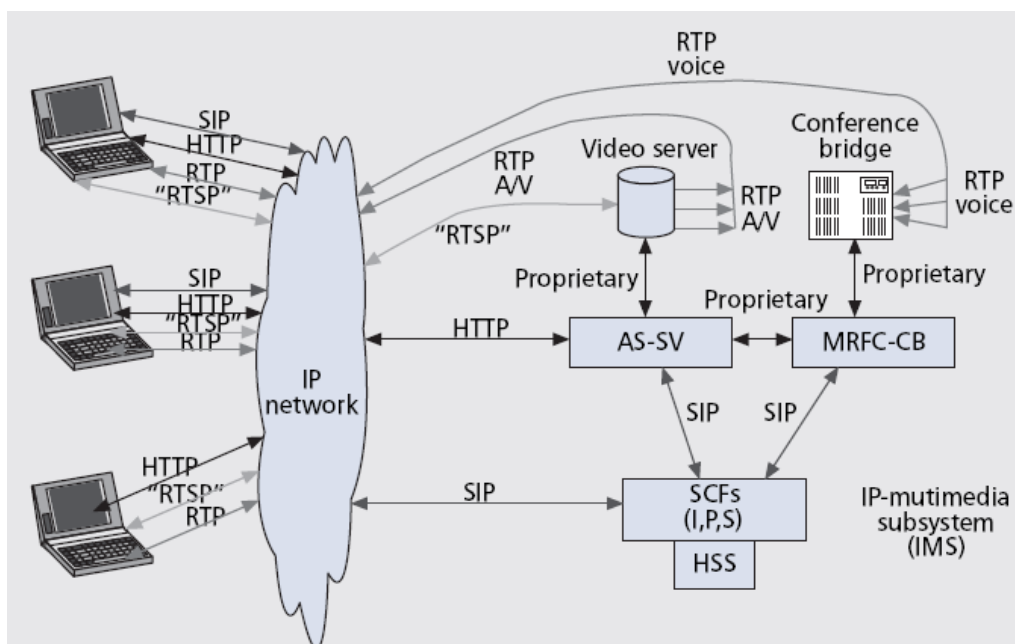 RTP
voice
SIP
HTTP
RTP
"RTSP"
RTP
A/V
Video server
Conference
bridge
RTP
A/V
RTP
voice
"RTSP"
SIP
HTTP
"RTSP"
RTP
Proprietary
Proprietary
Proprietary
HTTP
AS-SV
MRFC-CB
IP
network
SIP
SIP
HTTP
"RTSP"
RTP
SIP
SCFs
(I,P,S)
HSS
IP-mutimedia
subsystem
(IMS)